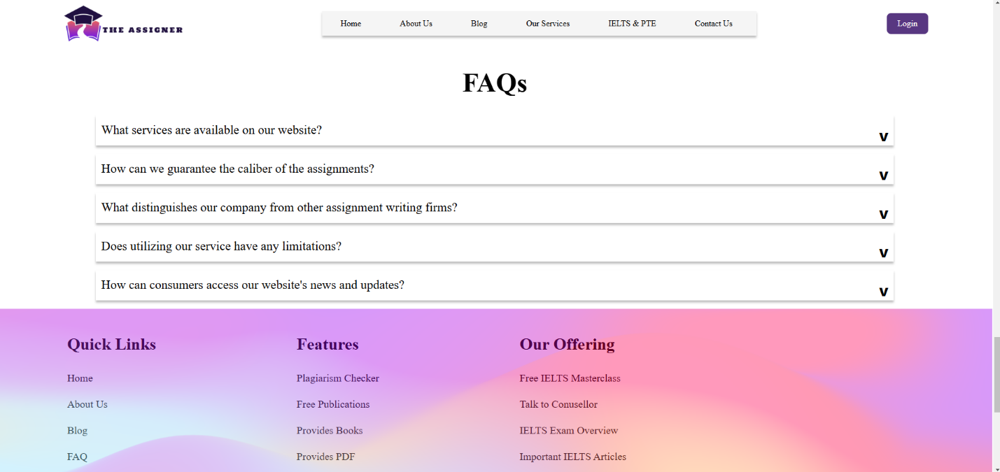 THE ASSIGNER
Home About Us Blog Our Services IELTS & PTE Contact Us
Login
FAQs
What services are available on our website?
v
How can we guarantee the caliber of the assignments?
v
What distinguishes our company from other assignment writing firms?
v
Does utilizing our service have any limitations?
v
How can consumers access our website's news and updates?
v
Quick Links
Home
About Us
Blog
FAQ
Features
Plagiarism Checker
Free Publications
Provides Books
Provides PDF
Our Offering
Free IELTS Masterclass
Talk to Conusellor
IELTS Exam Overview
Important IELTS Articles